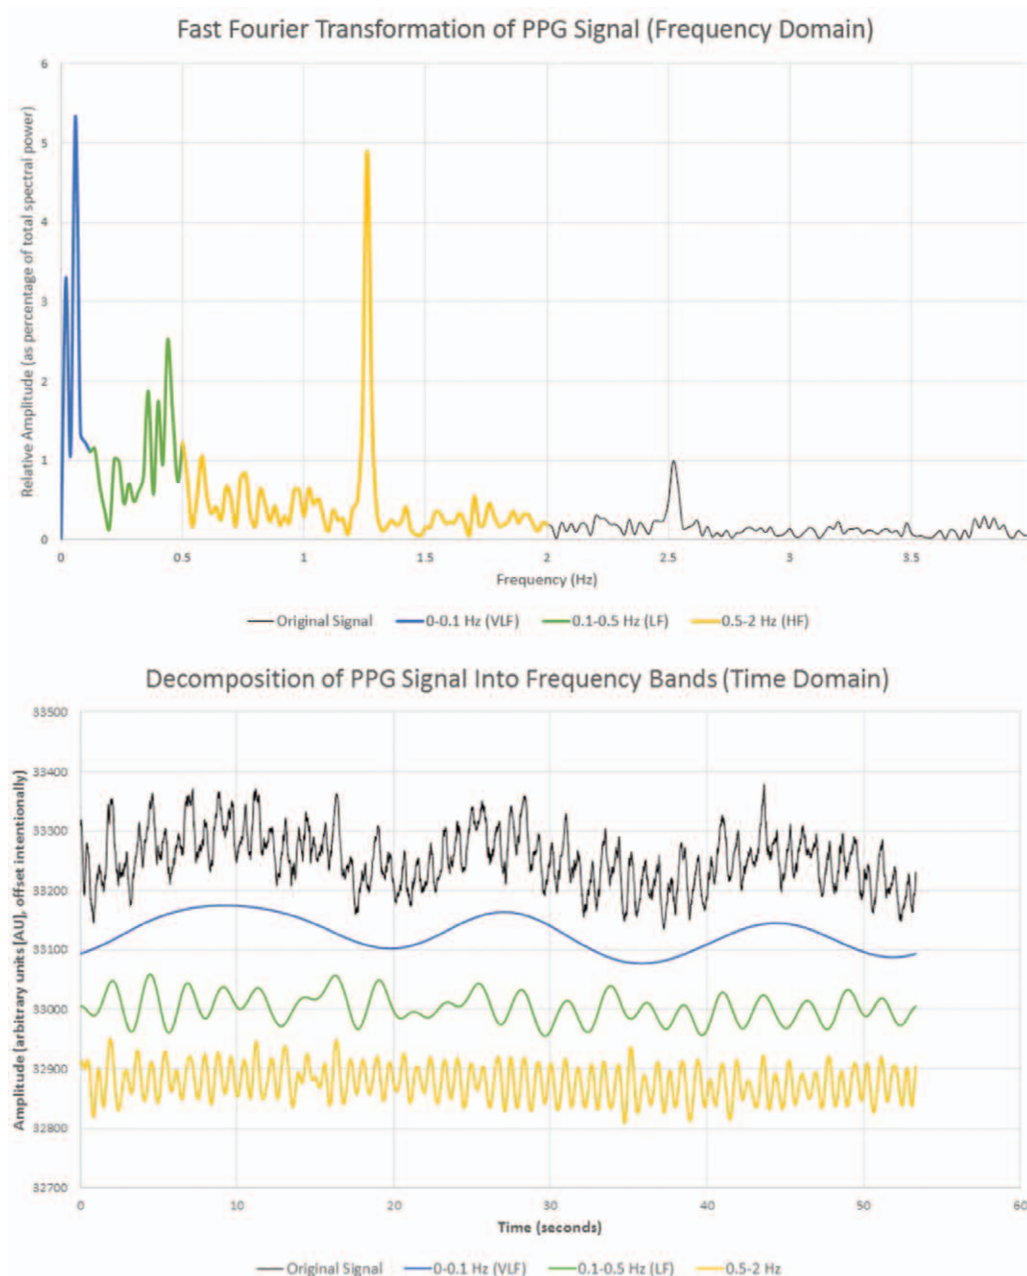 Fast Fourier Transformation of PPG Signal (Frequency Domain)
Relative Amplitude (as percentage of total spectral power)
6
5
4
3
2
1
0
0 0.5 1 1.5 2 2.5 3 3.5
Frequency (Hz)
Original Signal 0-0.1 Hz (VLF) 0.1-0.5 Hz (LF) 0.5-2 Hz (HF)
Decomposition of PPG Signal Into Frequency Bands (Time Domain)
Amplitude (arbitrary units [AU], offset intentionally)
33500
33400
33300
33200
33100
33000
32900
32800
32700
0 10 20 30 40 50 60
Time (seconds)
Original Signal 0-0.1 Hz (VLF) 0.1-0.5 Hz (LF) 0.5-2 Hz